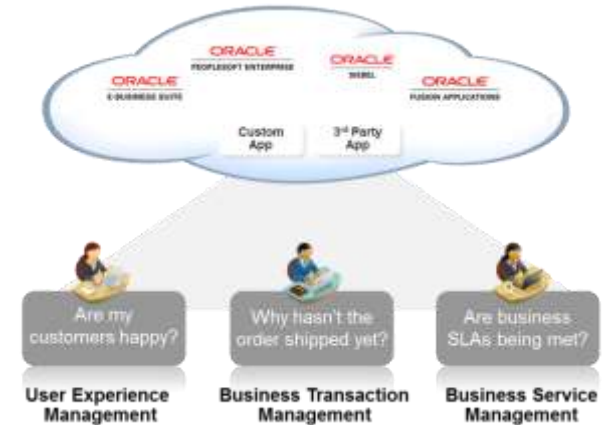 ORACLE
PEOPLESOFT ENTERPRISE
ORACLE
SIEBEL
ORACLE
E-BUSINESS SUITE
ORACLE
FUSION APPLICATIONS
Custom
App
3rd Party
App
Are my
customers happy?
Why hasn't the
order shipped yet?
Are business
SLAs being met?
User Experience
Management
Business Transaction
Management
Business Service
Management